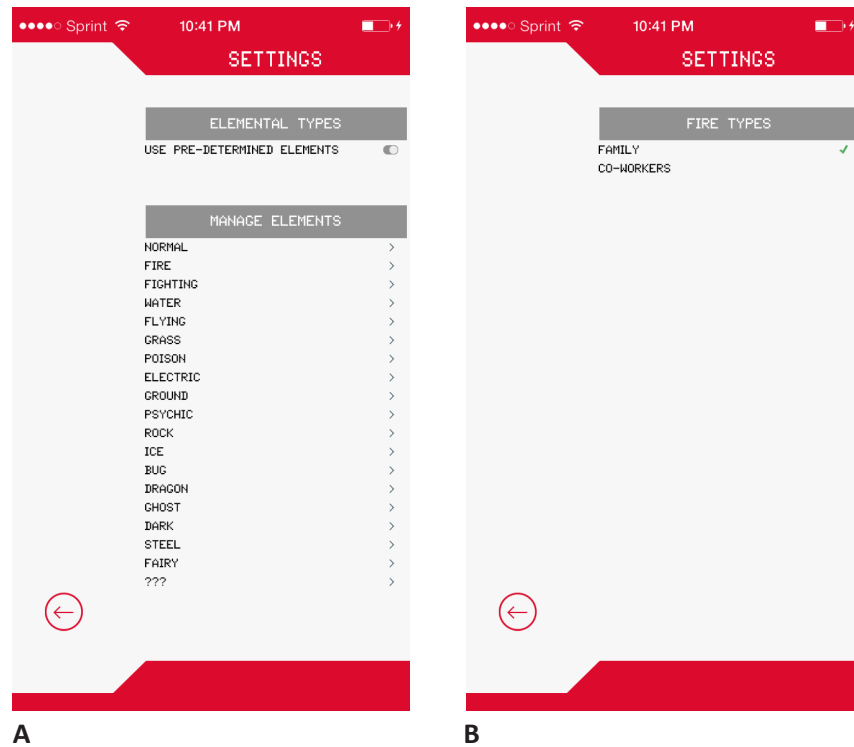 Sprint 10:41 PM
SETTINGS
ELEMENTAL TYPES
USE PRE-DETERMINED ELEMENTS
MANAGE ELEMENTS
NORMAL
FIRE
FIGHTING
WATER
FLYING
GRASS
POISON
ELECTRIC
GROUND
PSYCHIC
ROCK
ICE
BUG
DRAGON
GHOST
DARK
STEEL
FAIRY
???
A
Sprint 10:41 PM
SETTINGS
FIRE TYPES
FAMILY
CO-WORKERS
B